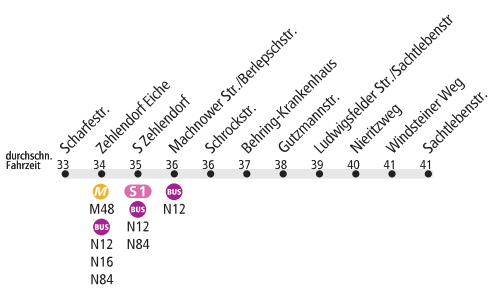 Scharfestr.
Zehlendorf Eiche
S Zehlendorf
Machnower Str./Berlepschstr.
Schrockstr.
Behring-Krankenhaus
Gutzmannstr.
Ludwigsfelder Str./Sachtlebenstr
Nieritzweg
Windsteiner Weg
Sachtlebenstr.
durchschn.
Fahrzeit
33 34 35 36 36 37 38 39 40 41 41
M S1 BUS
M48 BUS N12
BUS N12
N12 N84
N16
N84